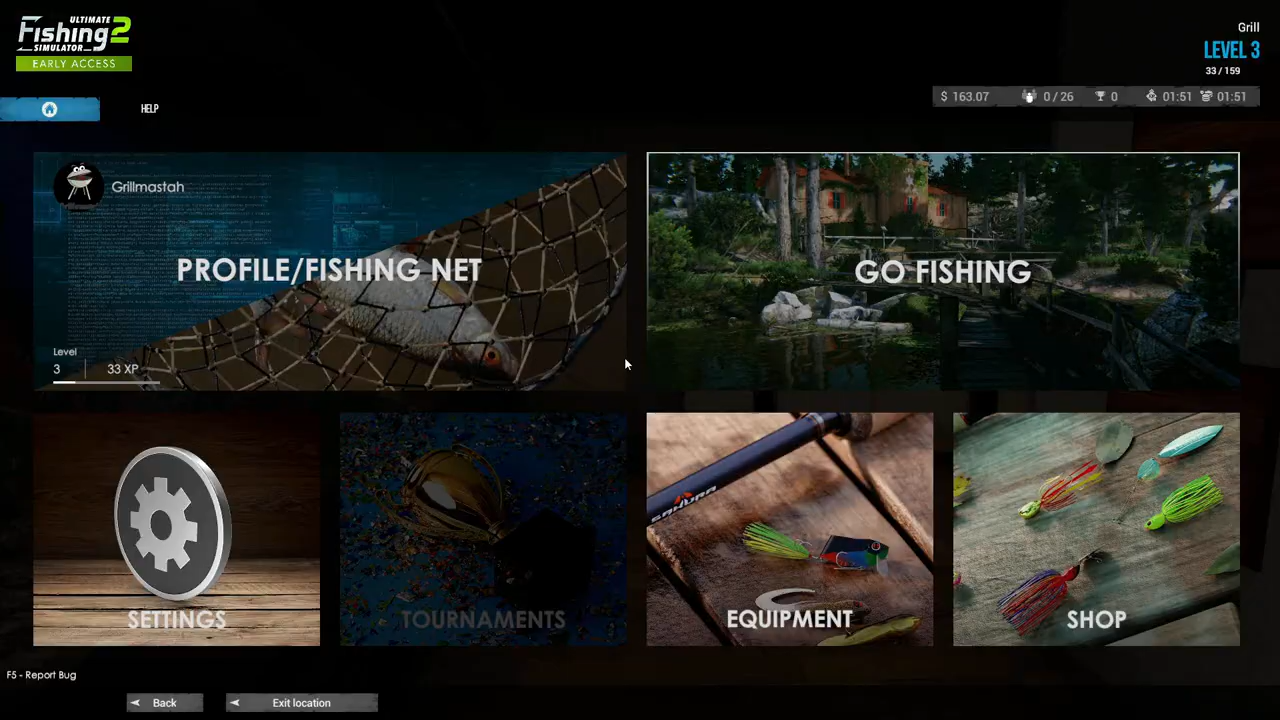 ULTIMATE
Fishing 2
SIMULATOR
EARLY ACCESS
Grill
LEVEL 3
33 / 159
$ 163.07
0 / 26
0
01:51
01:51
HELP
Grillmastah
PROFILE/FISHING NET
Level
3
33 XP
GO FISHING
SETTINGS
TOURNAMENTS
SAKURA
EQUIPMENT
SHOP
F5 - Report Bug
Back
Exit location